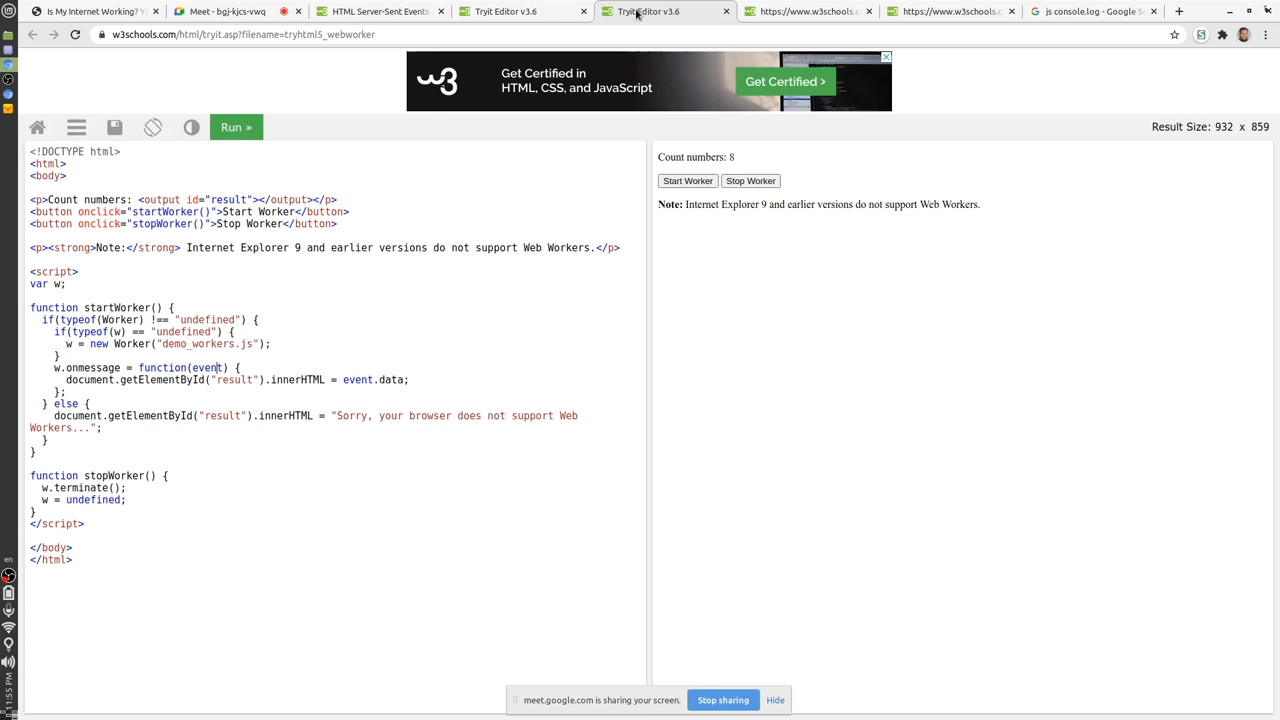 Is My Internet Working? Y
Meet - bgj-kjcs-vwq
HTML Server-Sent Events
Tryit Editor v3.6
Tryit Editor v3.6
https://www.w3schools.c
https://www.w3schools.c
js console.log - Google S
w3schools.com/html/tryit.asp?filename=tryhtml5_webworker
Get Certified in
HTML, CSS, and JavaScript
Get Certified >
Run »
Result Size: 932 x 859
<!DOCTYPE html>
<html>
<body>
<p>Count numbers: <output id="result"></output></p>
<button onclick="startWorker()">Start Worker</button>
<button onclick="stopWorker()">Stop Worker</button>
<p><strong>Note:</strong> Internet Explorer 9 and earlier versions do not support Web Workers.</p>
<script>
var w;
function startWorker() {
if(typeof(Worker) !== "undefined") {
if(typeof(w) == "undefined") {
w = new Worker("demo_workers.js");
}
w.onmessage = function(event) {
document.getElementById("result").innerHTML = event.data;
};
} else {
document.getElementById("result").innerHTML = "Sorry, your browser does not support Web
Workers...";
}
}
function stopWorker() {
w.terminate();
w = undefined;
}
</script>
</body>
</html>
Count numbers: 8
Start Worker
Stop Worker
Note: Internet Explorer 9 and earlier versions do not support Web Workers.
en
11:55 PM
meet.google.com is sharing your screen.
Stop sharing
Hide